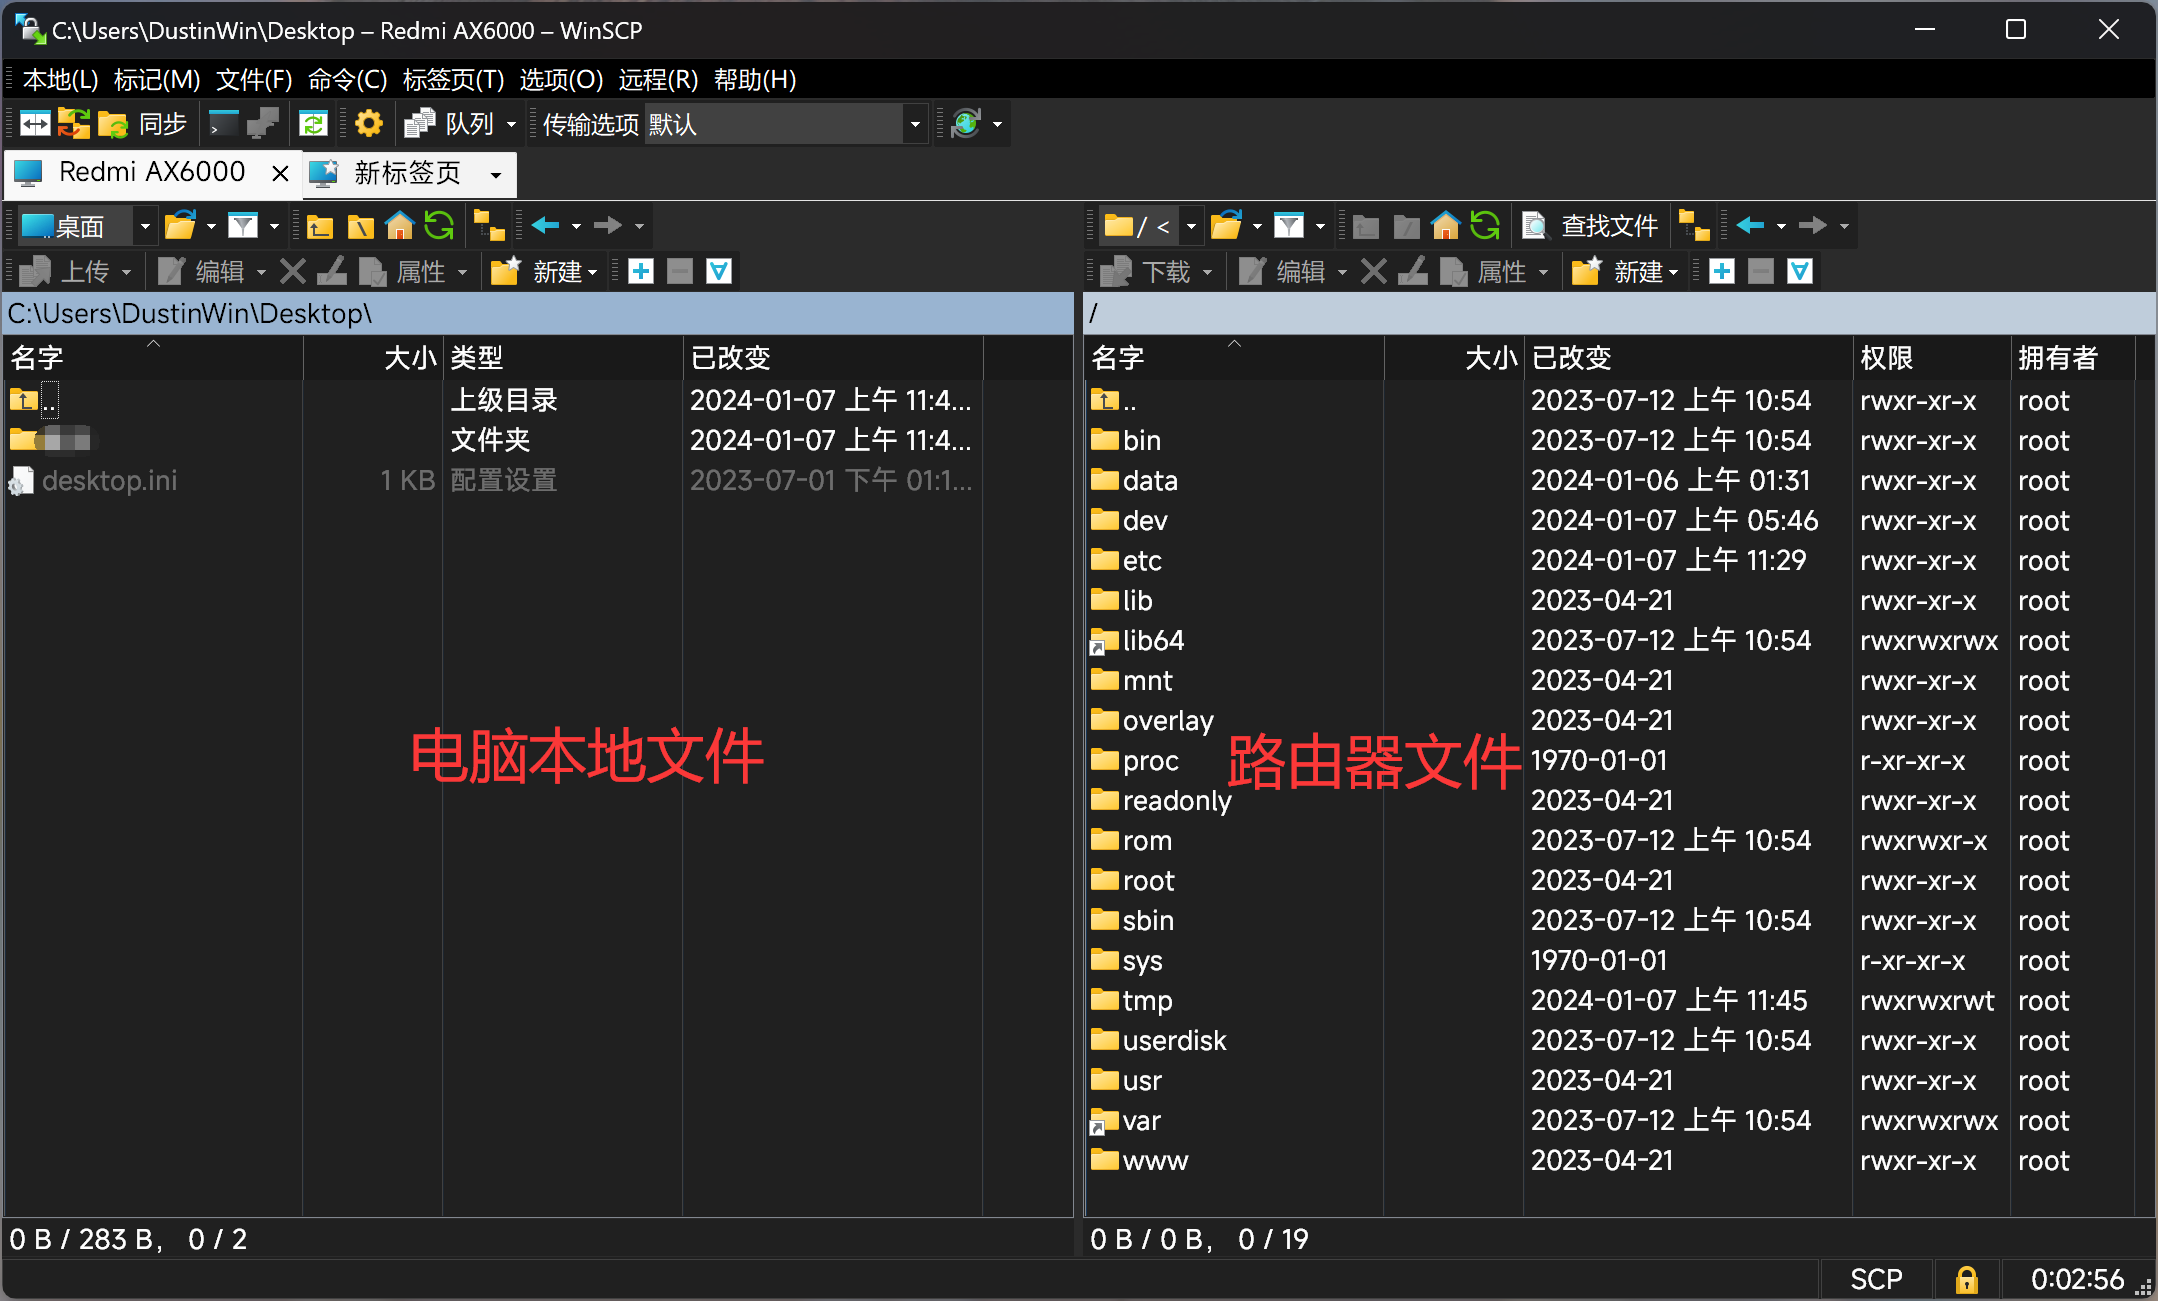 C:\Users\DustinWin\Desktop – Redmi AX6000 – WinSCP
本地(L) 标记(M) 文件(F) 命令(C) 标签页(T) 选项(O) 远程(R) 帮助(H)
同步 队列 传输选项 默认
Redmi AX6000 新标签页
桌面
上传 编辑 属性 新建
C:\Users\DustinWin\Desktop\
名字 大小 类型 已改变
.. 上级目录 2024-01-07 上午 11:4...
文件夹 2024-01-07 上午 11:4...
desktop.ini 1 KB 配置设置 2023-07-01 下午 01:1...
电脑本地文件
0 B / 283 B, 0 / 2
/ < 查找文件
下载 编辑 属性 新建
/
名字 大小 已改变 权限 拥有者
.. 2023-07-12 上午 10:54 rwxr-xr-x root
bin 2023-07-12 上午 10:54 rwxr-xr-x root
data 2024-01-06 上午 01:31 rwxr-xr-x root
dev 2024-01-07 上午 05:46 rwxr-xr-x root
etc 2024-01-07 上午 11:29 rwxr-xr-x root
lib 2023-04-21 rwxr-xr-x root
lib64 2023-07-12 上午 10:54 rwxrwxrwx root
mnt 2023-04-21 rwxr-xr-x root
overlay 2023-04-21 rwxr-xr-x root
proc 1970-01-01 r-xr-xr-x root
路由器文件
readonly 2023-04-21 rwxr-xr-x root
rom 2023-07-12 上午 10:54 rwxrwxr-x root
root 2023-04-21 rwxr-xr-x root
sbin 2023-07-12 上午 10:54 rwxr-xr-x root
sys 1970-01-01 r-xr-xr-x root
tmp 2024-01-07 上午 11:45 rwxrwxrwt root
userdisk 2023-07-12 上午 10:54 rwxr-xr-x root
usr 2023-04-21 rwxr-xr-x root
var 2023-07-12 上午 10:54 rwxrwxrwx root
www 2023-04-21 rwxr-xr-x root
0 B / 0 B, 0 / 19
SCP 0:02:56